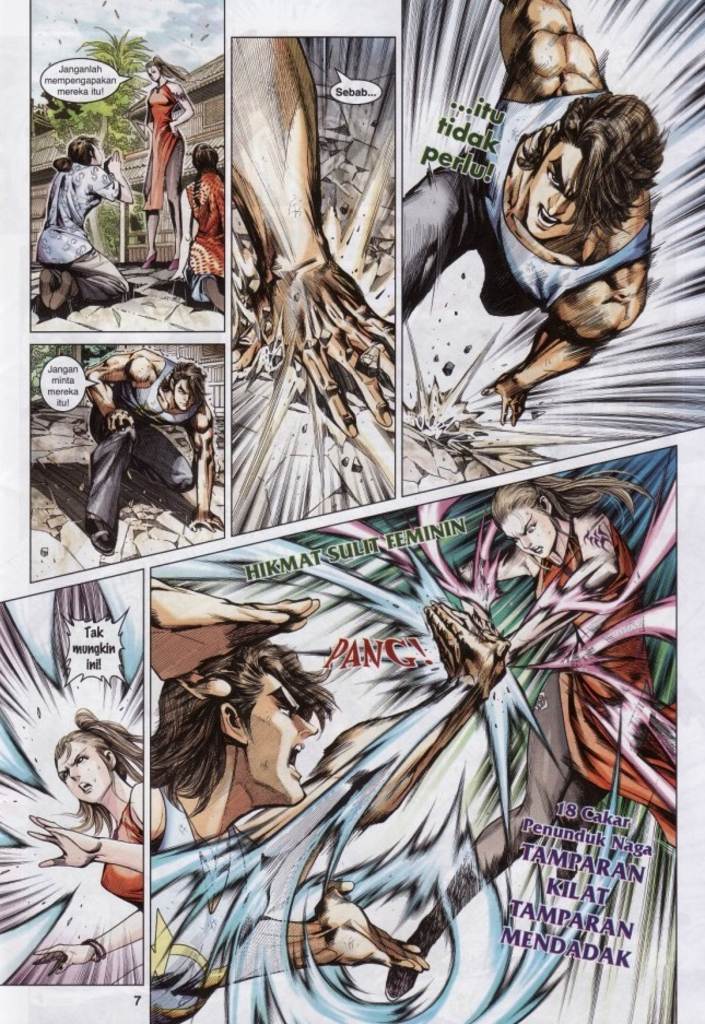 Janganlah
mempengapakan
mereka itu!
Jangan
minta
mereka
itu!
Sebab...
...itu
tidak
perlu!
HIKMAT SULIT FEMININ
PANG!
Tak
mungkin
ini!
18 Cakar
Penunduk Naga
TAMPARAN
KILAT
TAMPARAN
MENDADAK
7